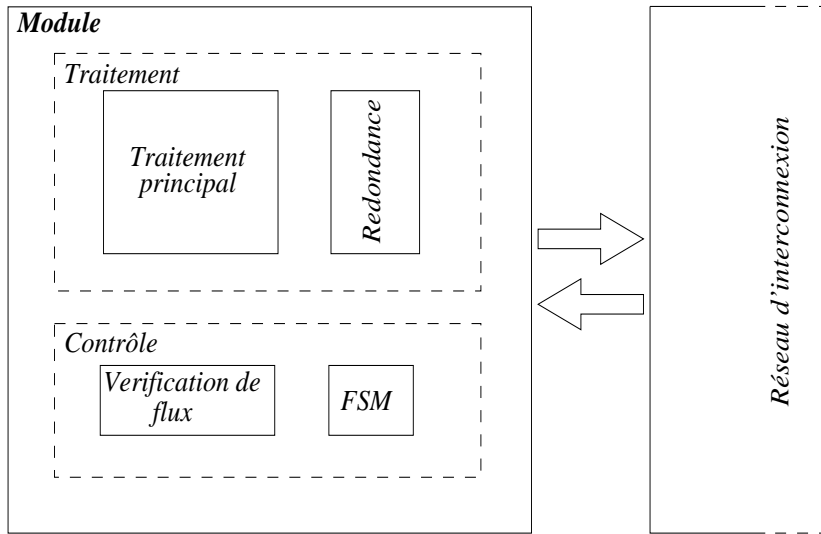 Module
Traitement
Traitement
principal
Redondance
Contrôle
Verification de
flux
FSM
Réseau d'interconnexion